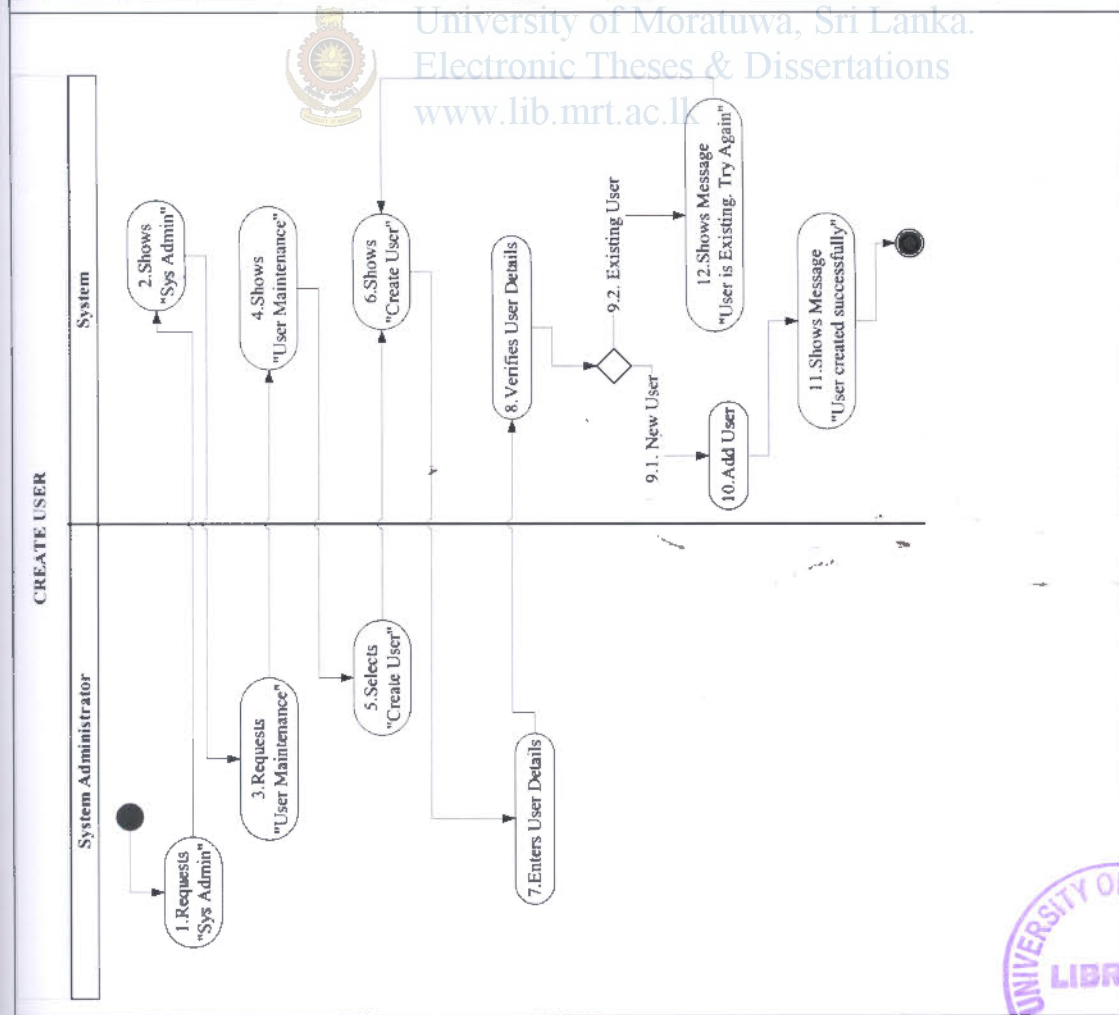 University of Moratuwa, Sri Lanka.
Electronic Theses & Dissertations
www.lib.mrt.ac.lk
CREATE USER
System Administrator
System
1.Requests
"Sys Admin"
2.Shows
"Sys Admin"
3.Requests
"User Maintenance"
4.Shows
"User Maintenance"
5.Selects
"Create User"
6.Shows
"Create User"
7.Enters User Details
8.Verifies User Details
9.1. New User
9.2. Existing User
10.Add User
11.Shows Message
"User created successfully"
12.Shows Message
"User is Existing. Try Again"
UNIVERSITY O
LIBR